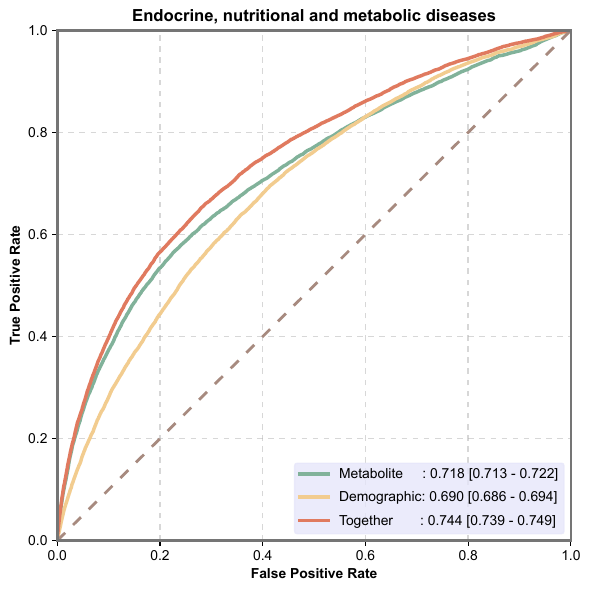 Endocrine, nutritional and metabolic diseases
1.0
0.8
0.6
0.4
0.2
0.0
True Positive Rate
Metabolite : 0.718 [0.713 - 0.722]
Demographic: 0.690 [0.686 - 0.694]
Together : 0.744 [0.739 - 0.749]
0.0 0.2 0.4 0.6 0.8 1.0
False Positive Rate